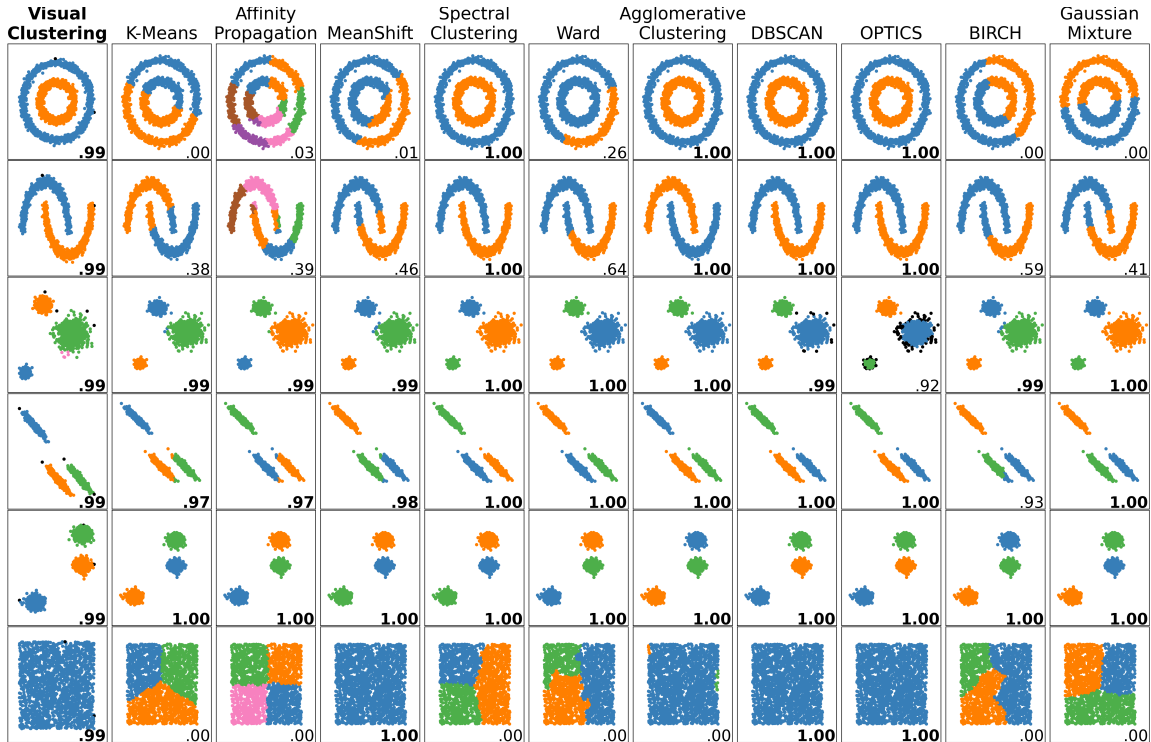 Visual Clustering K-Means Affinity Propagation MeanShift Spectral Clustering Ward Agglomerative Clustering DBSCAN OPTICS BIRCH Gaussian Mixture
.99 .00 .03 .01 1.00 .26 1.00 1.00 1.00 .00 .00
.99 .38 .39 .46 1.00 .64 1.00 1.00 1.00 .59 .41
.99 .99 .99 .99 1.00 1.00 1.00 .99 .92 .99 1.00
.99 .97 .97 .98 1.00 1.00 1.00 1.00 1.00 .93 1.00
.99 1.00 1.00 1.00 1.00 1.00 1.00 1.00 1.00 1.00 1.00
.99 .00 .00 1.00 .00 .00 .00 1.00 1.00 .00 .00